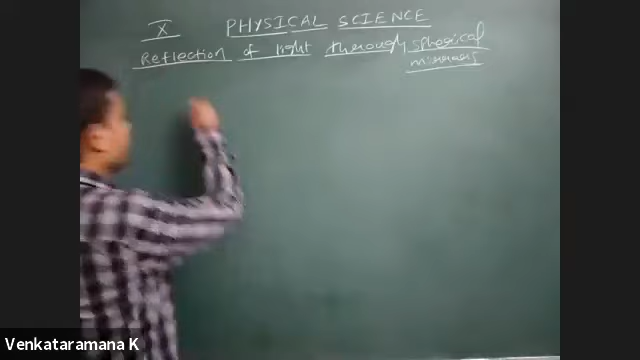 X PHYSICAL SCIENCE
Reflection of light through spherical
mirrors
Venkataramana K